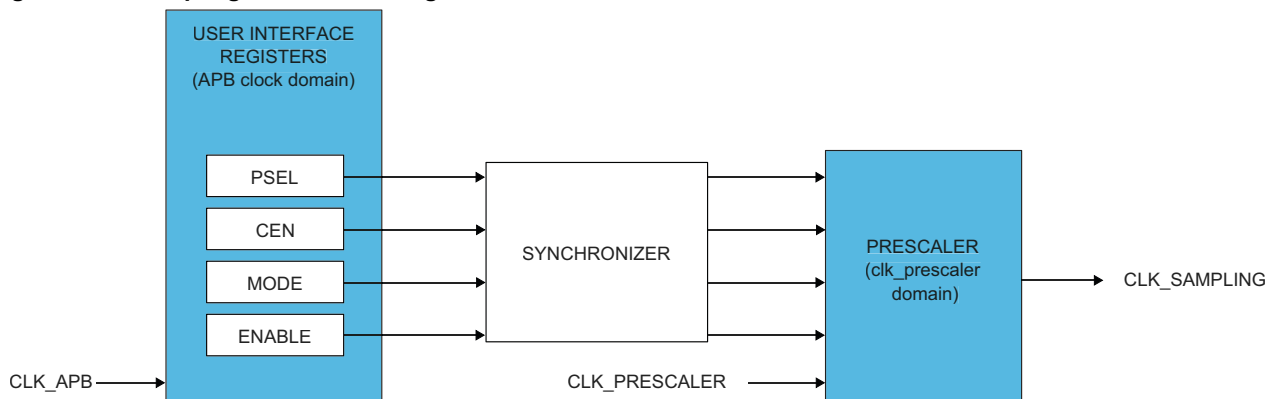 USER INTERFACE
REGISTERS
(APB clock domain)
PSEL
CEN
MODE
ENABLE
CLK_APB
SYNCHRONIZER
CLK_PRESCALER
PRESCALER
(clk_prescaler
domain)
CLK_SAMPLING